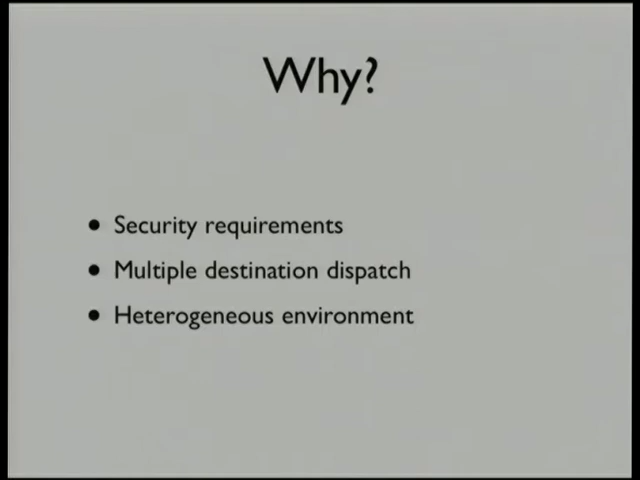 Why?
• Security requirements
• Multiple destination dispatch
• Heterogeneous environment